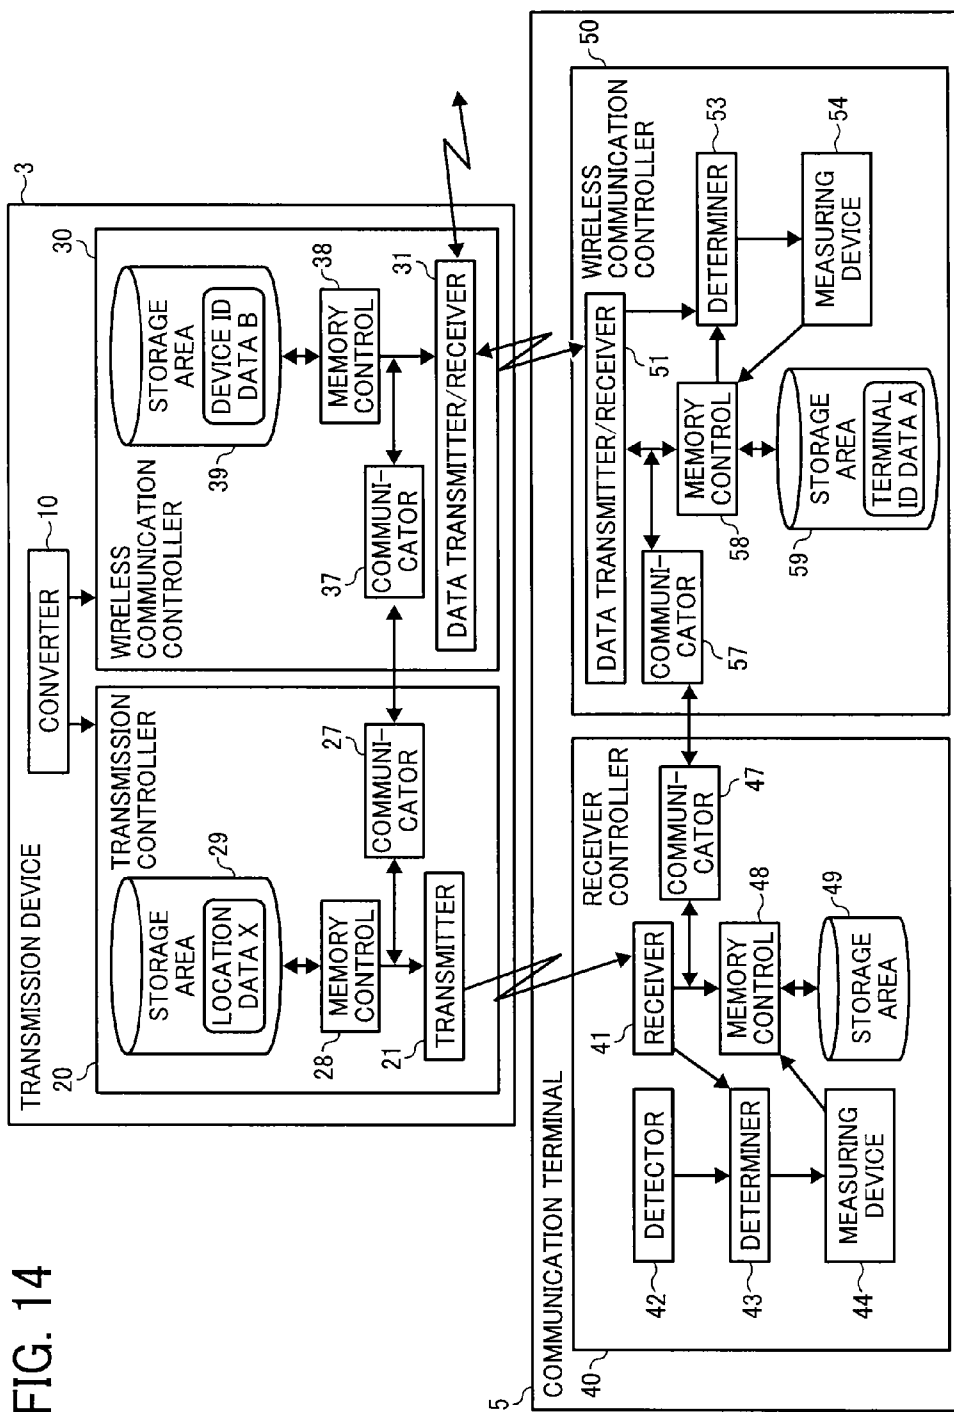 FIG. 14
TRANSMISSION DEVICE
3
CONVERTER
10
20
TRANSMISSION
CONTROLLER
STORAGE
AREA
29
LOCATION
DATA X
MEMORY
CONTROL
28
COMMUNI-
CATOR
27
TRANSMITTER
21
30
WIRELESS
COMMUNICATION
CONTROLLER
STORAGE
AREA
DEVICE ID
DATA B
39
MEMORY
CONTROL
38
COMMUNI-
CATOR
37
DATA TRANSMITTER/RECEIVER
31
5
COMMUNICATION TERMINAL
40
RECEIVER
CONTROLLER
DETECTOR
42
RECEIVER
41
COMMUNI-
CATOR
47
DETERMINER
43
MEMORY
CONTROL
48
MEASURING
DEVICE
44
STORAGE
AREA
49
50
WIRELESS
COMMUNICATION
CONTROLLER
DATA TRANSMITTER/RECEIVER
51
COMMUNI-
CATOR
57
MEMORY
CONTROL
58
DETERMINER
53
MEASURING
DEVICE
54
STORAGE
AREA
TERMINAL
ID DATA A
59